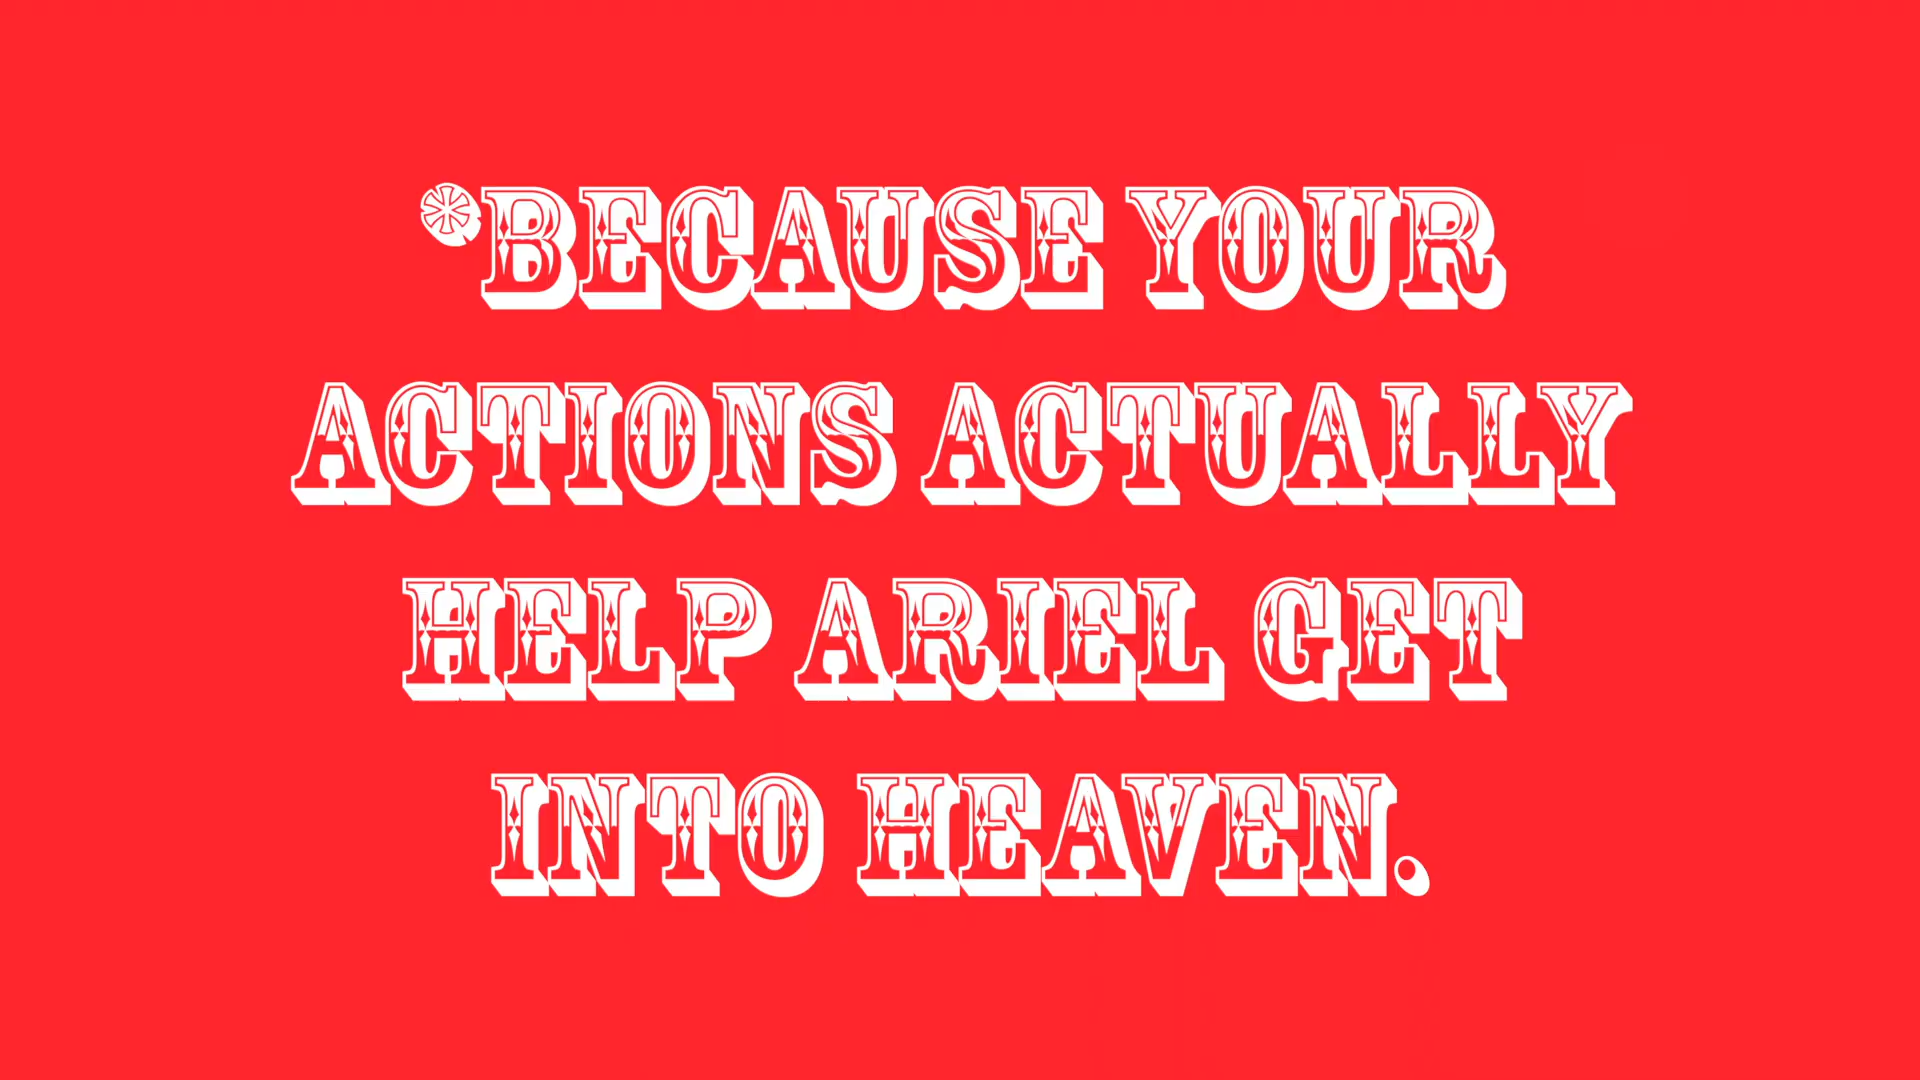 *BECAUSE YOUR
ACTIONS ACTUALLY
HELP ARIEL GET
INTO HEAVEN.